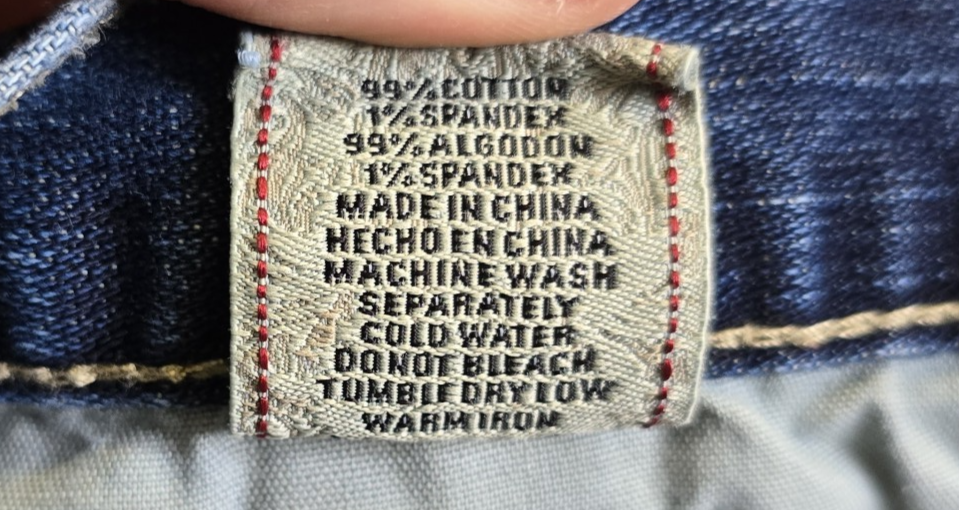 99% COTTON
1% SPANDEX
99% ALGODON
1% SPANDEX
MADE IN CHINA
HECHO EN CHINA
MACHINE WASH
SEPARATELY
COLD WATER
DO NOT BLEACH
TUMBLE DRY LOW
WARM IRON